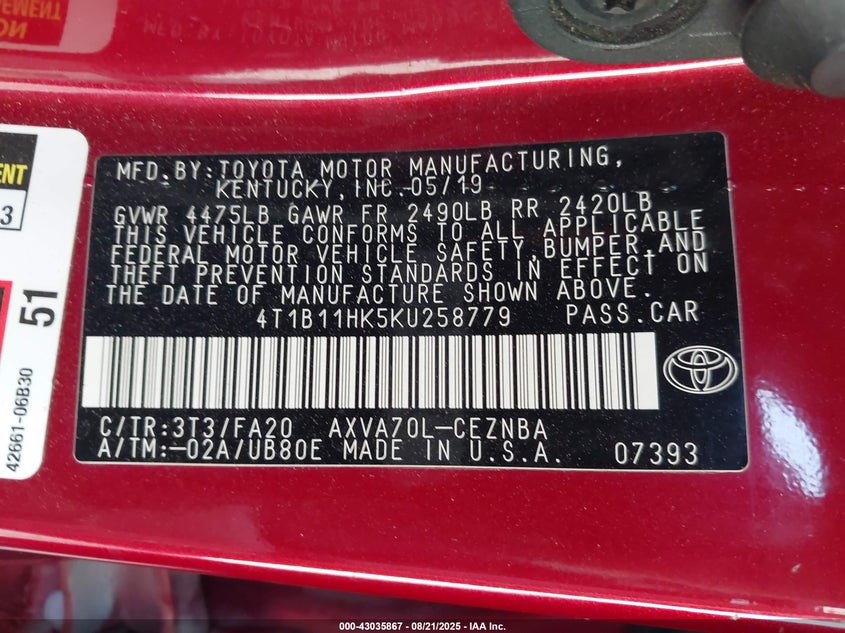 MFD.BY:TOYOTA MOTOR MANUFACTURING,
KENTUCKY,INC.05/19
GVWR 4475LB GAWR FR 2490LB RR 2420LB
THIS VEHICLE CONFORMS TO ALL APPLICABLE
FEDERAL MOTOR VEHICLE SAFETY,BUMPER,AND
THEFT PREVENTION STANDARDS IN EFFECT ON
THE DATE OF MANUFACTURE SHOWN ABOVE.
4T1B11HK5KU258779 PASS.CAR
C/TR:3T3/FA20 AXVA70L-CEZNBA
A/TM:-02A/UB80E MADE IN U.S.A. 07393
51
42661-06B30
000-43035867 - 08/21/2025 - IAA Inc.